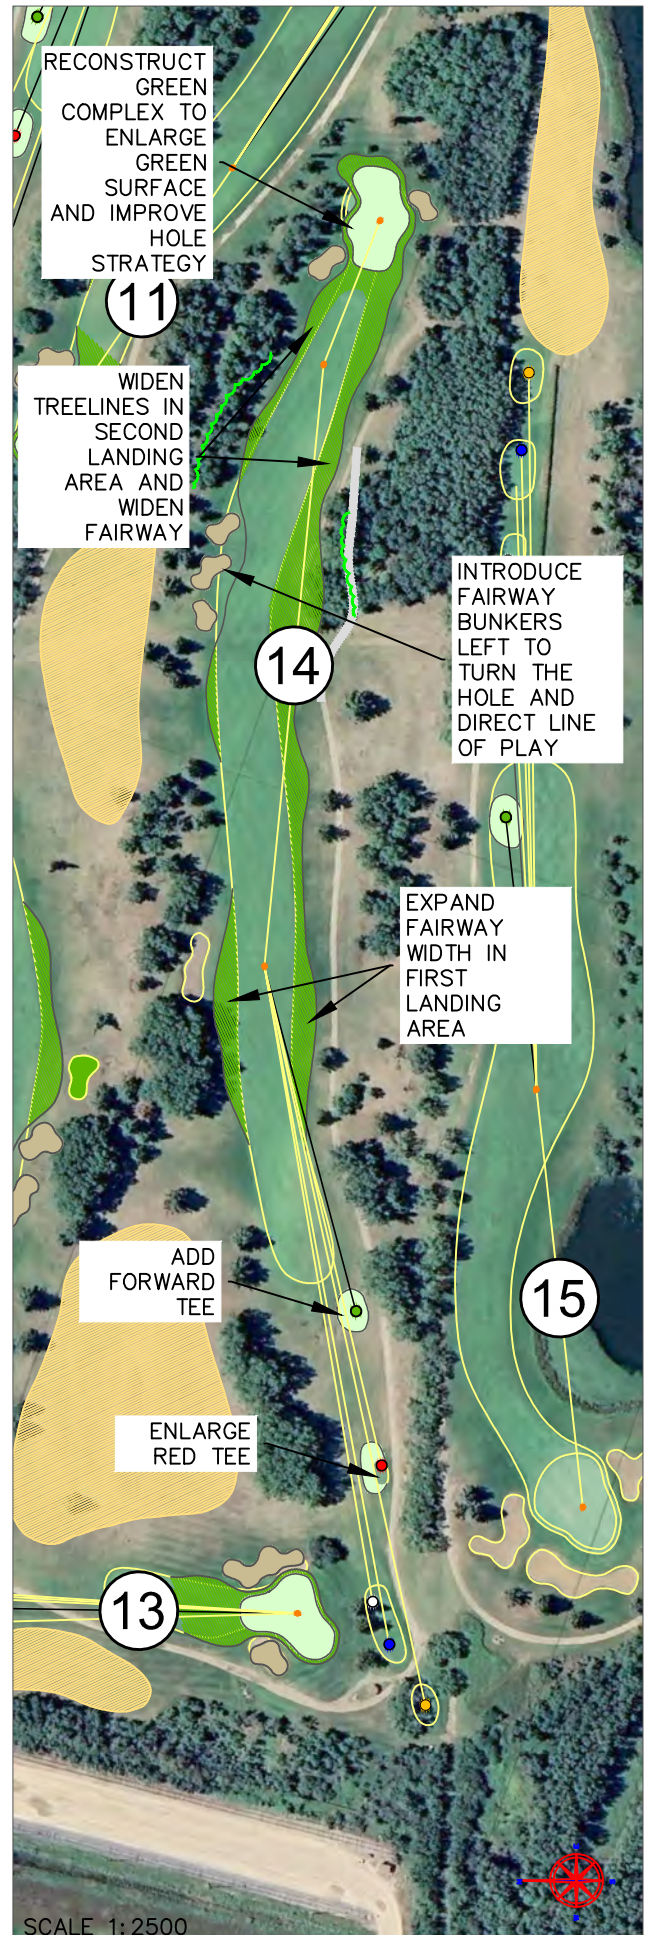 RECONSTRUCT
GREEN
COMPLEX TO
ENLARGE
GREEN
SURFACE
AND IMPROVE
HOLE
STRATEGY
11
WIDEN
TREELINES IN
SECOND
LANDING
AREA AND
WIDEN
FAIRWAY
INTRODUCE
FAIRWAY
BUNKERS
LEFT TO
TURN THE
HOLE AND
DIRECT LINE
OF PLAY
14
EXPAND
FAIRWAY
WIDTH IN
FIRST
LANDING
AREA
ADD
FORWARD
TEE
15
ENLARGE
RED TEE
13
SCALE 1:2500